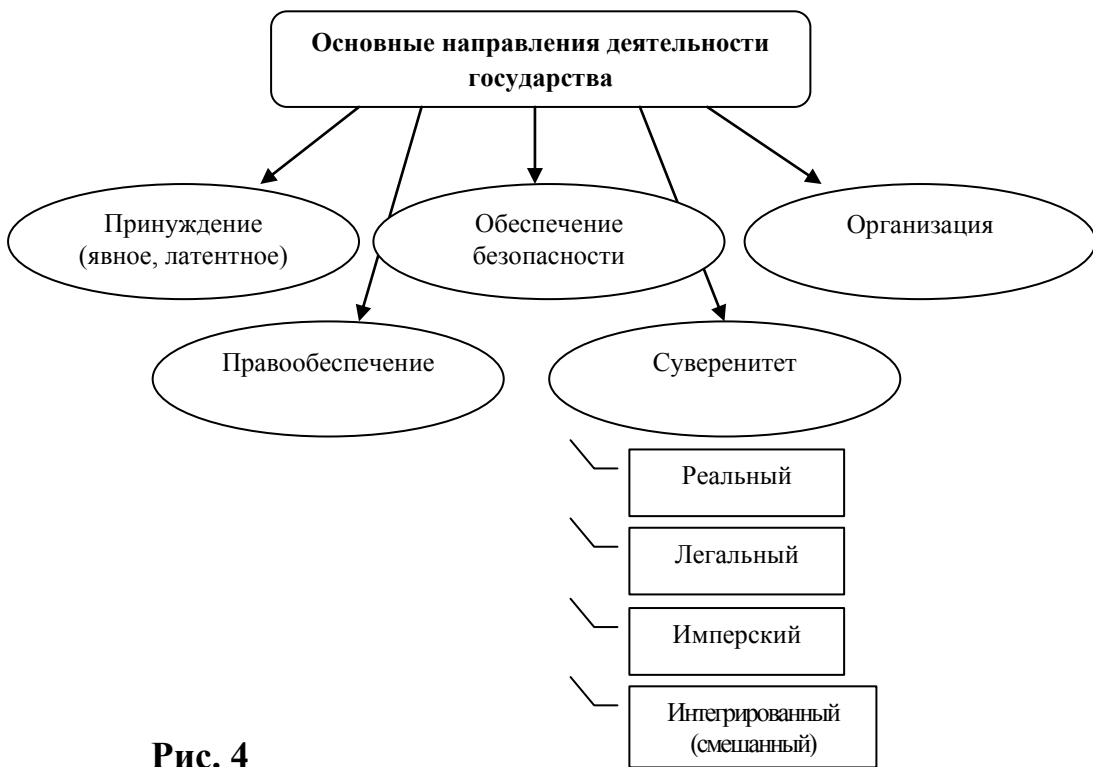 Основные направления деятельности
государства
Принуждение
(явное, латентное)
Обеспечение
безопасности
Организация
Правообеспечение
Суверенитет
Реальный
Легальный
Имперский
Интегрированный
(смешанный)
Рис. 4